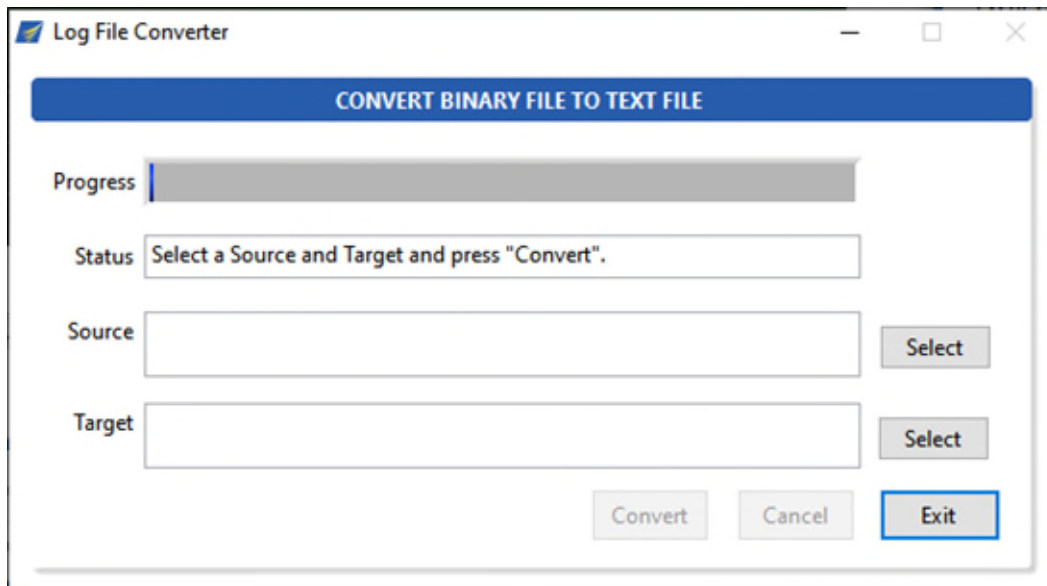 Log File Converter
CONVERT BINARY FILE TO TEXT FILE
Progress
Status Select a Source and Target and press "Convert".
Source
Select
Target
Select
Convert Cancel Exit